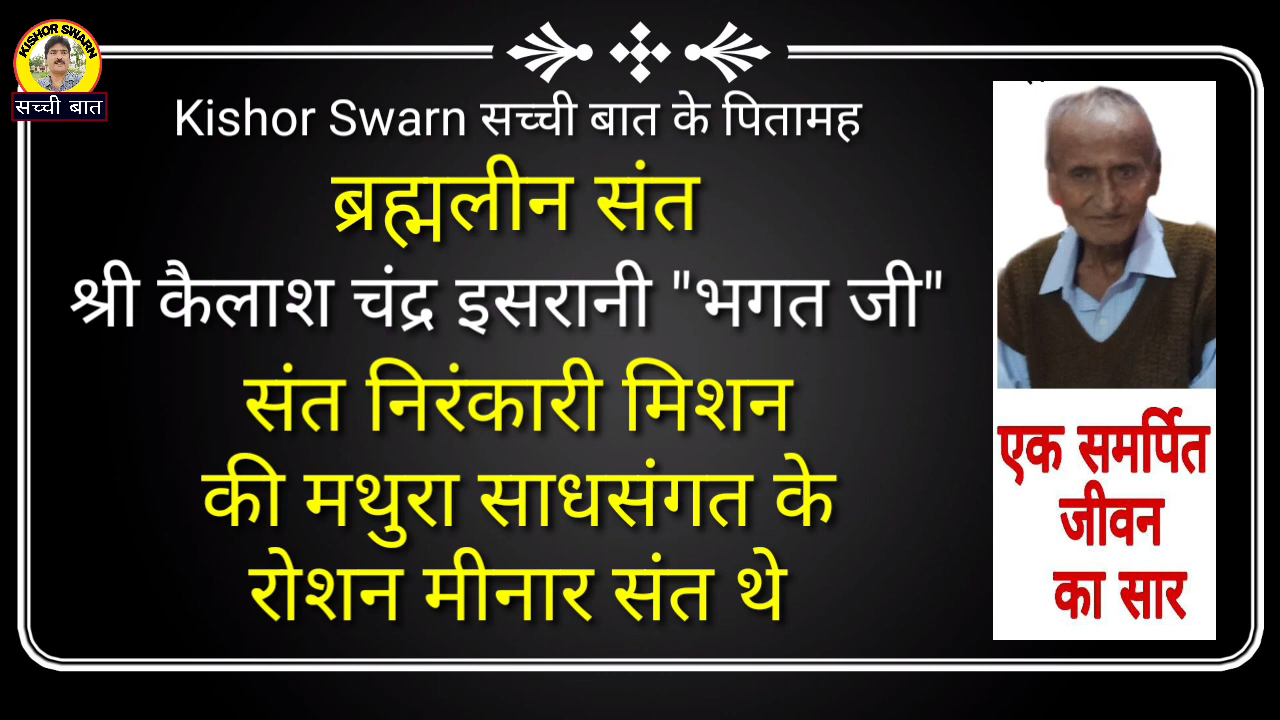 KISHOR SWARN
सच्ची बात
Kishor Swarn सच्ची बात के पितामह
ब्रह्मलीन संत
श्री कैलाश चंद्र इसरानी "भगत जी"
संत निरंकारी मिशन
की मथुरा साधसंगत के
रोशन मीनार संत थे
एक समर्पित
जीवन
का सार